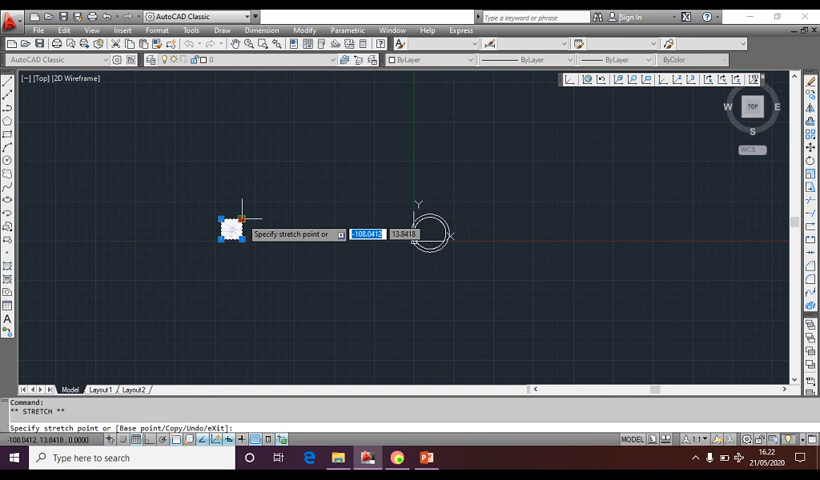 AutoCAD Classic
Type a keyword or phrase
Sign In
File Edit View Insert Format Tools Draw Dimension Modify Parametric Window Help Express
AutoCAD Classic
0
ByLayer
ByLayer
ByLayer
ByColor
[−] [Top] [2D Wireframe]
N
W TOP E
S
WCS
Y
Specify stretch point or -108.0412 13.8418
X
Model Layout1 Layout2
Command:
** STRETCH **
Specify stretch point or [Base point/Copy/Undo/eXit]:
-108.0412, 13.8418, 0.0000
MODEL
1:1
Type here to search
16.22
21/05/2020